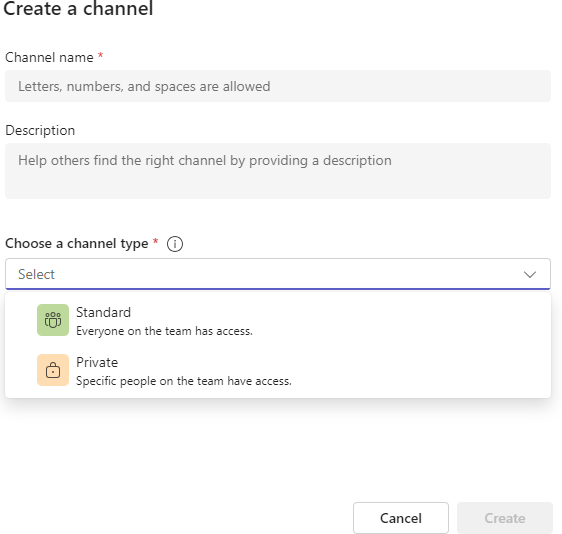 Create a channel
Channel name *
Letters, numbers, and spaces are allowed
Description
Help others find the right channel by providing a description
Choose a channel type *
Select
Standard
Everyone on the team has access.
Private
Specific people on the team have access.
Cancel
Create